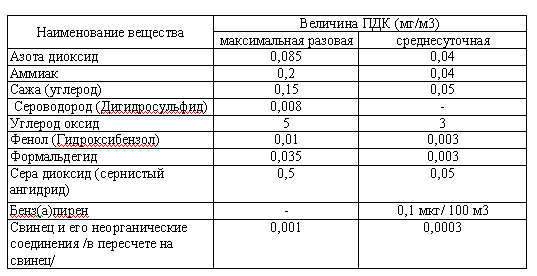 Наименование вещества
Величина ПДК (мг/м3)
максимальная разовая
среднесуточная
Азота диоксид 0,085 0,04
Аммиак 0,2 0,04
Сажа (углерод) 0,15 0,05
Сероводород (Дигидросульфид) 0,008 -
Углерод оксид 5 3
Фенол (Гидроксибензол) 0,01 0,003
Формальдегид 0,035 0,003
Сера диоксид (сернистый 0,5 0,05
ангидрид)
Бенз(а)пирен - 0,1 мкг/ 100 м3
Свинец и его неорганические 0,001 0,0003
соединения /в пересчете на
свинец/